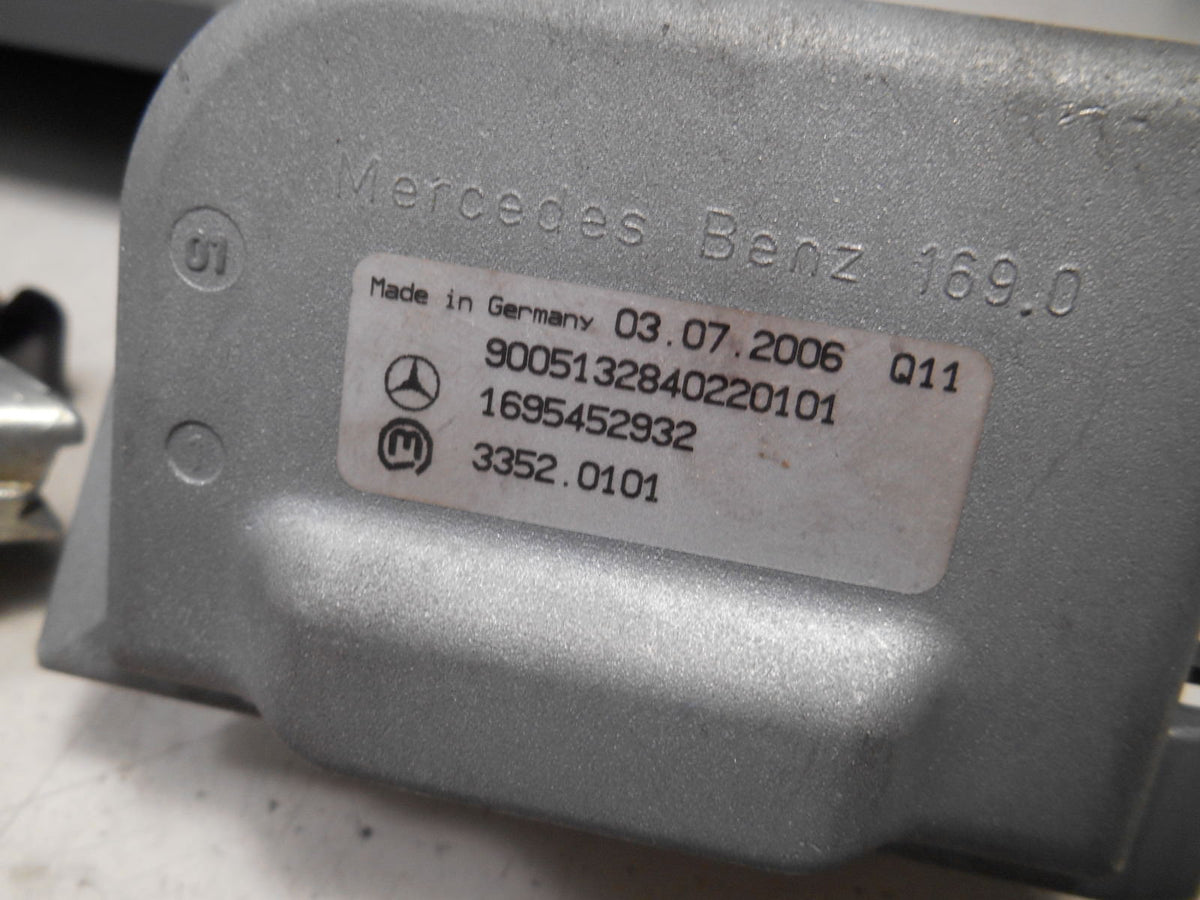 Mercedes Benz 169.0
01
Made in Germany 03.07.2006 Q11
9005132840220101
1695452932
3352.0101